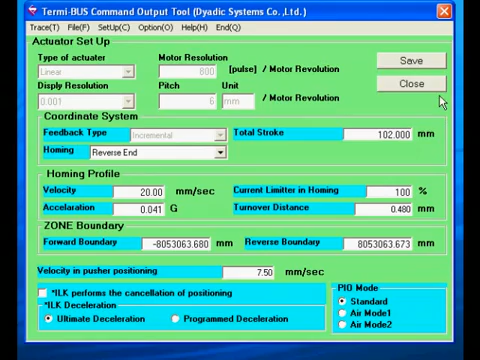 Termi-BUS Command Output Tool (Dyadic Systems Co.,Ltd.)
Trace(T) File(F) SetUp(C) Option(O) Help(H) End(Q)
Actuator Set Up
Type of actuater Motor Resolution Save
Linear 800 [pulse] / Motor Revolution
Disply Resolution Pitch Unit Close
0.001 6 mm / Motor Revolution
Coordinate System
Feedback Type Incremental Total Stroke 102.000 mm
Homing Reverse End
Homing Profile
Velocity 20.00 mm/sec Current Limitter in Homing 100 %
Accelaration 0.041 G Turnover Distance 0.480 mm
ZONE Boundary
Forward Boundary -8053063.680 mm Reverse Boundary 8053063.673 mm
Velocity in pusher positioning 7.50 mm/sec
*ILK performs the cancellation of positioning
*ILK Deceleration
Ultimate Deceleration Programmed Deceleration
PIO Mode
Standard
Air Mode1
Air Mode2